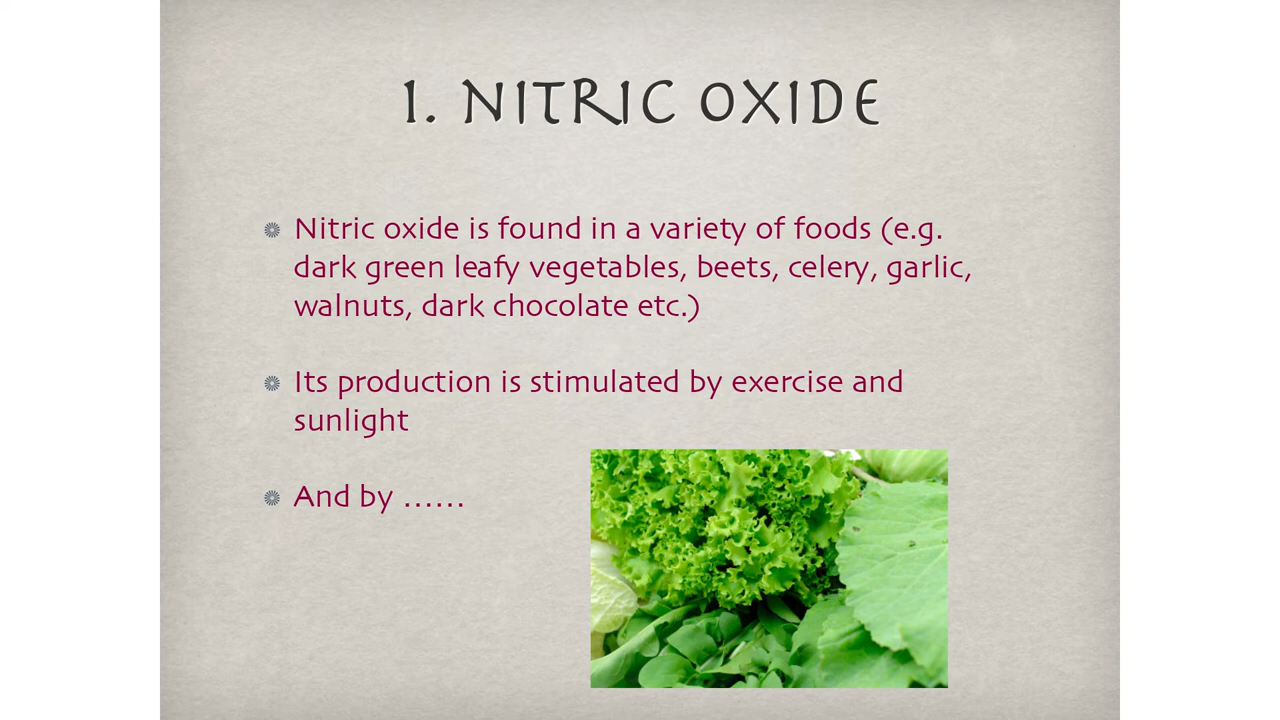 1. NITRIC OXIDE
Nitric oxide is found in a variety of foods (e.g.
dark green leafy vegetables, beets, celery, garlic,
walnuts, dark chocolate etc.)
Its production is stimulated by exercise and
sunlight
And by ……